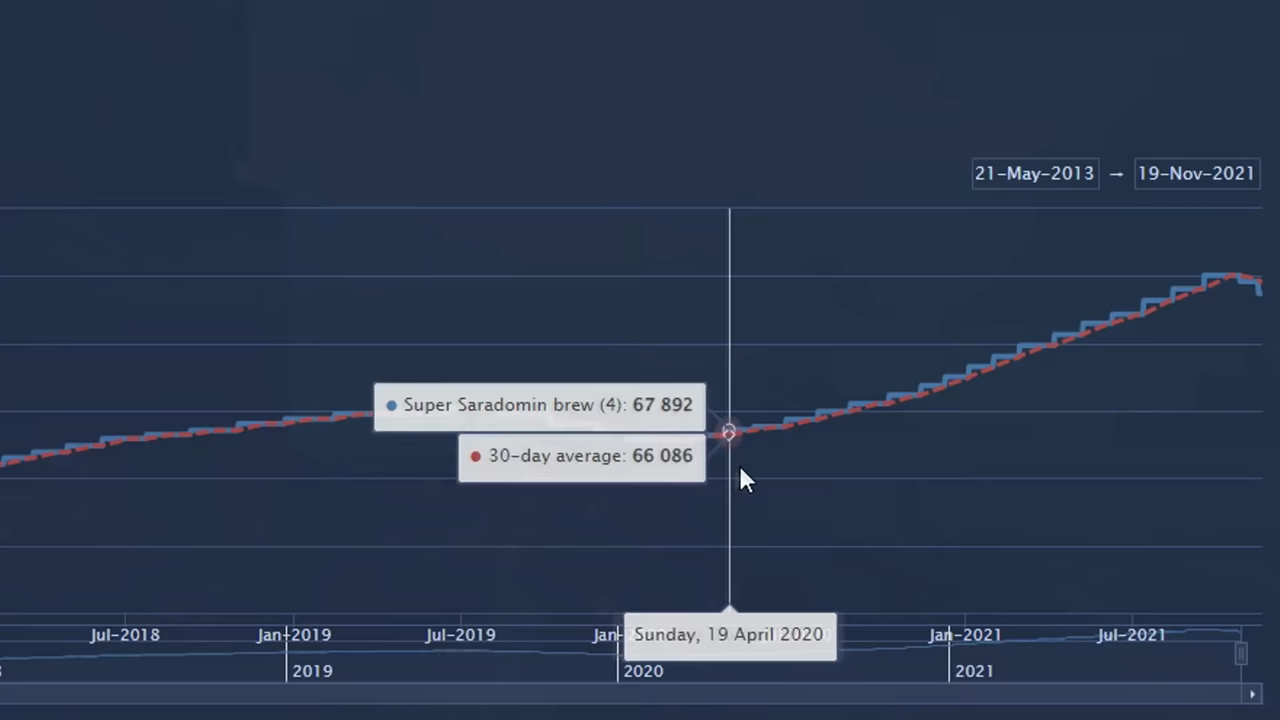 21-May-2013 → 19-Nov-2021
Super Saradomin brew (4): 67 892
30-day average: 66 086
Sunday, 19 April 2020
Jul-2018 Jan-2019 Jul-2019 Jan- Jan-2021 Jul-2021
2019 2020 2021